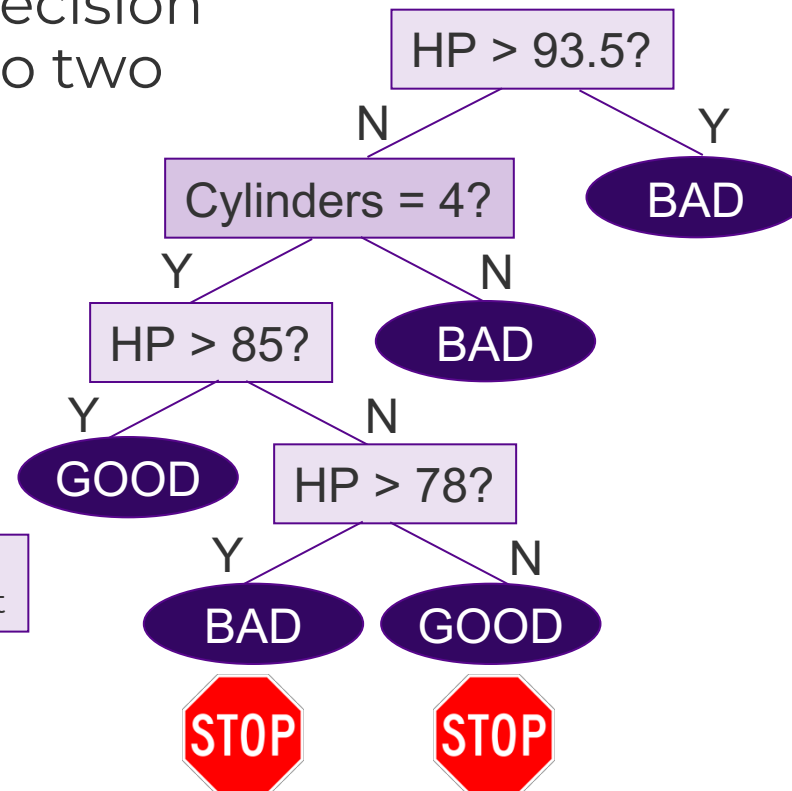 ecision
o two
HP > 93.5?
N
Y
Cylinders = 4?
BAD
Y
N
HP > 85?
BAD
Y
N
GOOD
HP > 78?
Y
N
BAD
GOOD
t
STOP
STOP